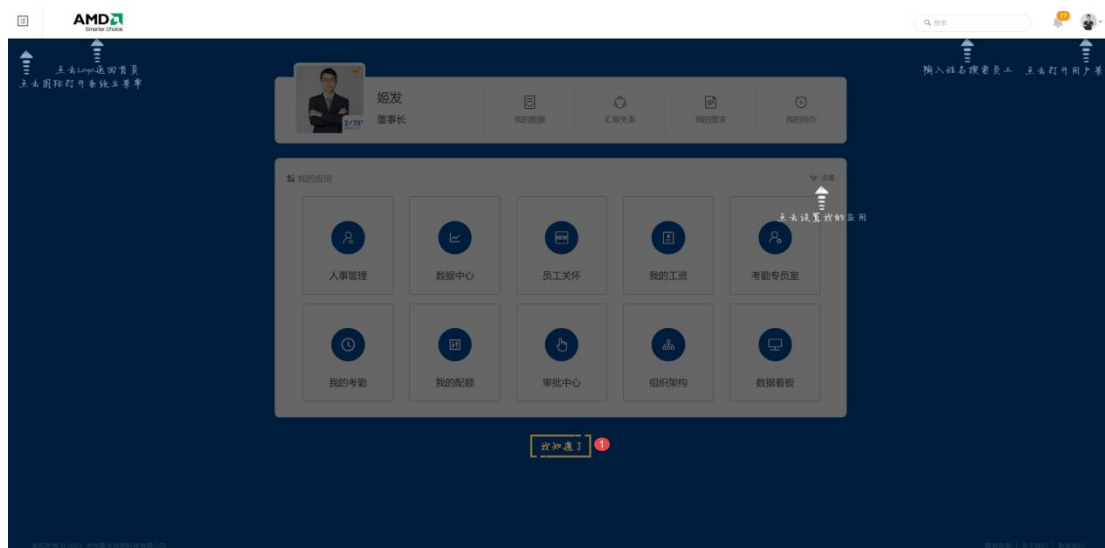 AMD
Smarter Choice
搜索
点击Logo返回首页
点击图标打开垂线主菜单
输入姓名搜索员工
点击打开用户菜
姬发
董事长
我的数据
汇报关系
我的需求
我的待办
我的应用
设置
点击设置我的应用
人事管理
数据中心
员工关怀
我的工资
考勤专员室
我的考勤
我的配额
审批中心
组织架构
数据看板
我知道了
1